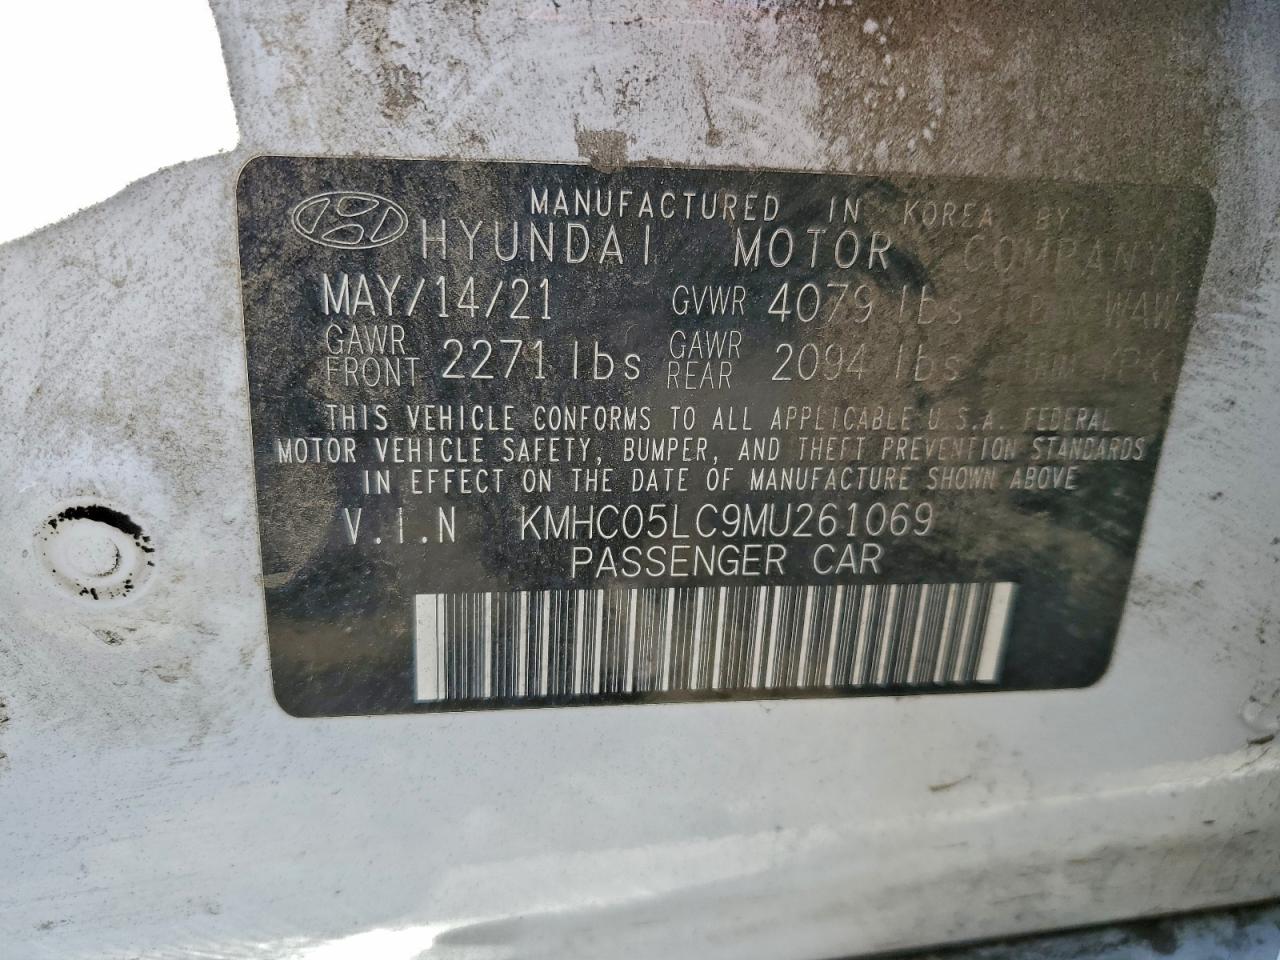 MANUFACTURED IN KOREA BY
HYUNDAI MOTOR COMPANY
MAY/14/21 GVWR 4079 lbs
GAWR FRONT 2271 lbs GAWR REAR 2094 lbs
THIS VEHICLE CONFORMS TO ALL APPLICABLE U.S.A. FEDERAL
MOTOR VEHICLE SAFETY, BUMPER, AND THEFT PREVENTION STANDARDS
IN EFFECT ON THE DATE OF MANUFACTURE SHOWN ABOVE
V.I.N KMHC05LC9MU261069
PASSENGER CAR